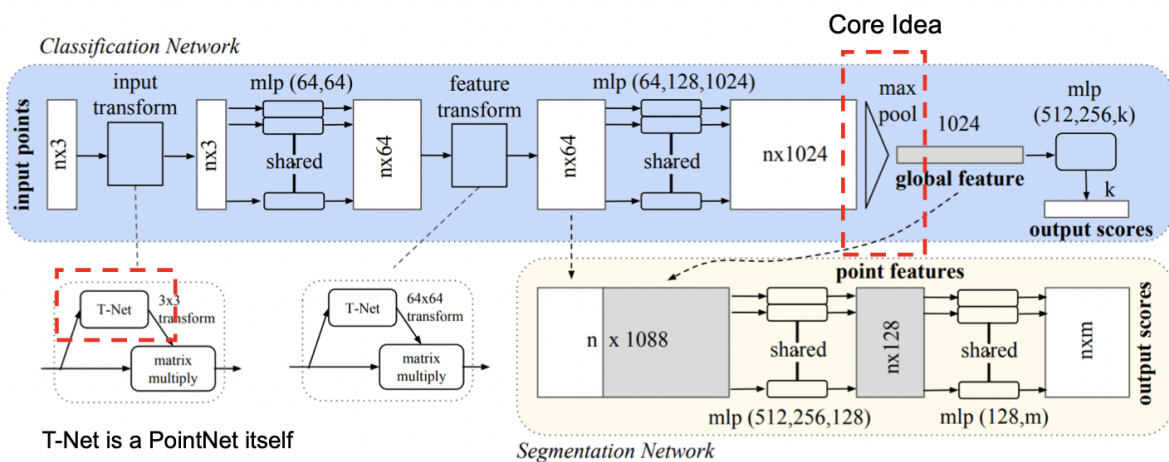 Core Idea
Classification Network
input points
nx3
input
transform
nx3
mlp (64,64)
shared
nx64
feature
transform
nx64
mlp (64,128,1024)
shared
nx1024
max
pool
1024
global feature
mlp
(512,256,k)
k
output scores
T-Net
3x3
transform
matrix
multiply
T-Net
64x64
transform
matrix
multiply
T-Net is a PointNet itself
point features
n x 1088
shared
mlp (512,256,128)
nx128
shared
mlp (128,m)
nxm
output scores
Segmentation Network